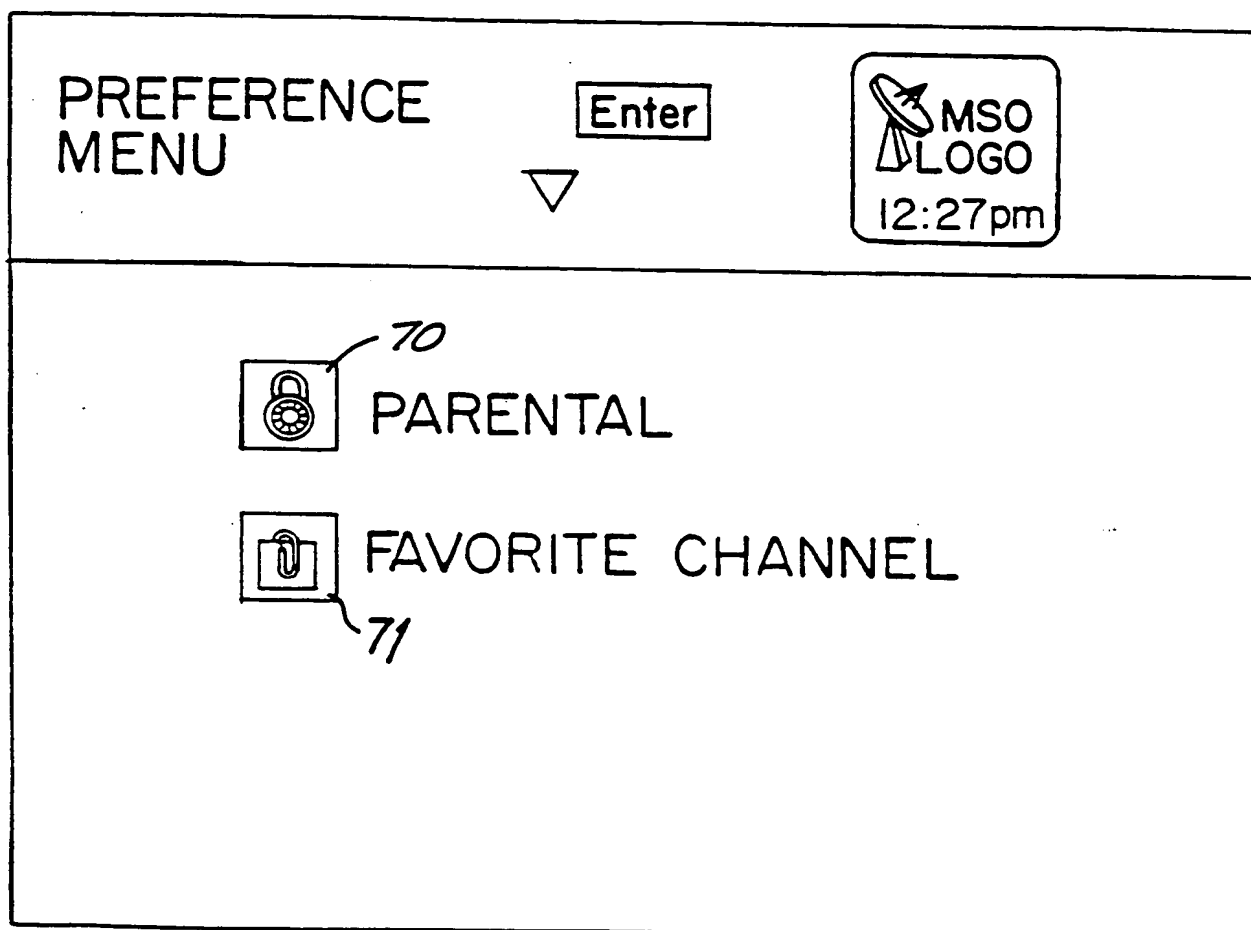 PREFERENCE
MENU
Enter
MSO
LOGO
12:27pm
70
PARENTAL
FAVORITE CHANNEL
71